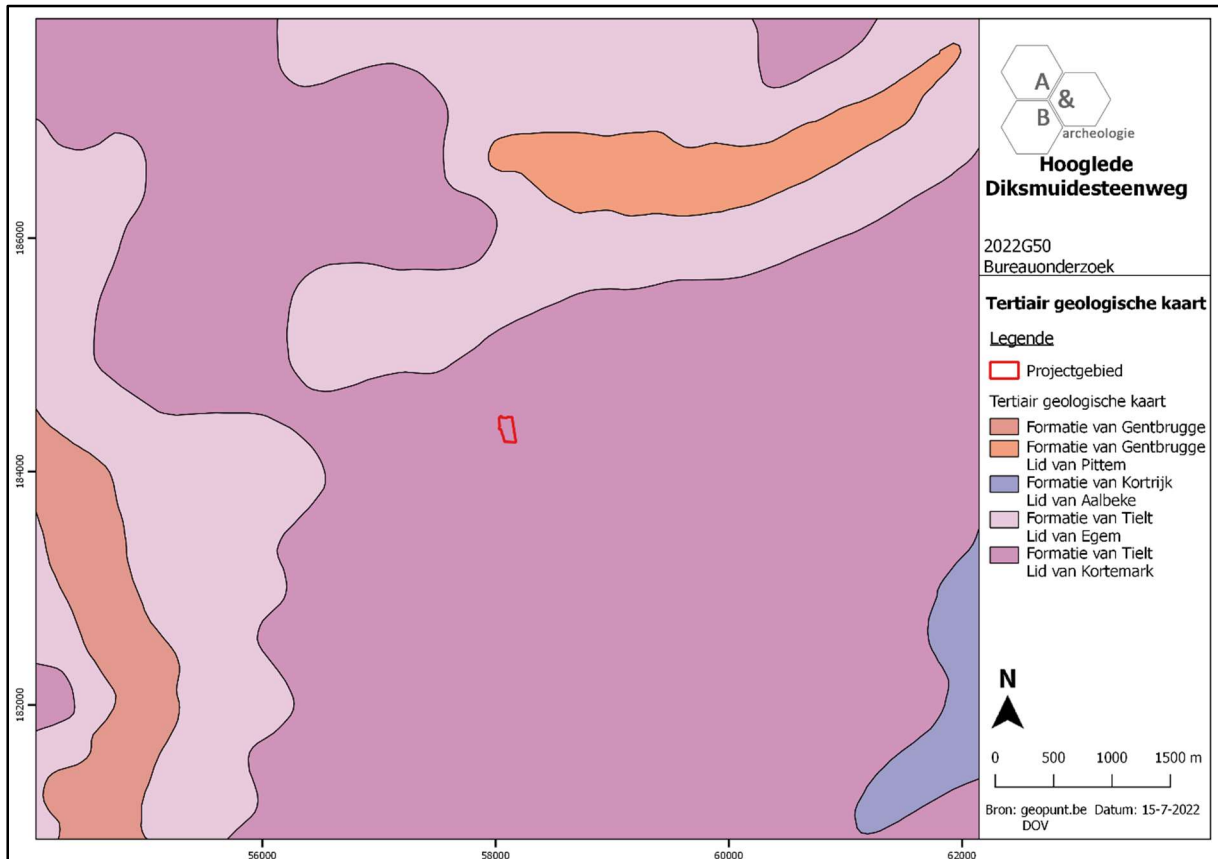 A
&
B
archeologie
Hooglede
Diksmuidesteenweg
2022G50
Bureauonderzoek
Tertiair geologische kaart
Legende
Projectgebied
Tertiair geologische kaart
Formatie van Gentbrugge
Formatie van Gentbrugge
Lid van Pittem
Formatie van Kortrijk
Lid van Aalbeke
Formatie van Tielt
Lid van Egem
Formatie van Tielt
Lid van Kortemark
N
0 500 1000 1500 m
Bron: geopunt.be Datum: 15-7-2022
DOV
186000
184000
182000
56000 58000 60000 62000